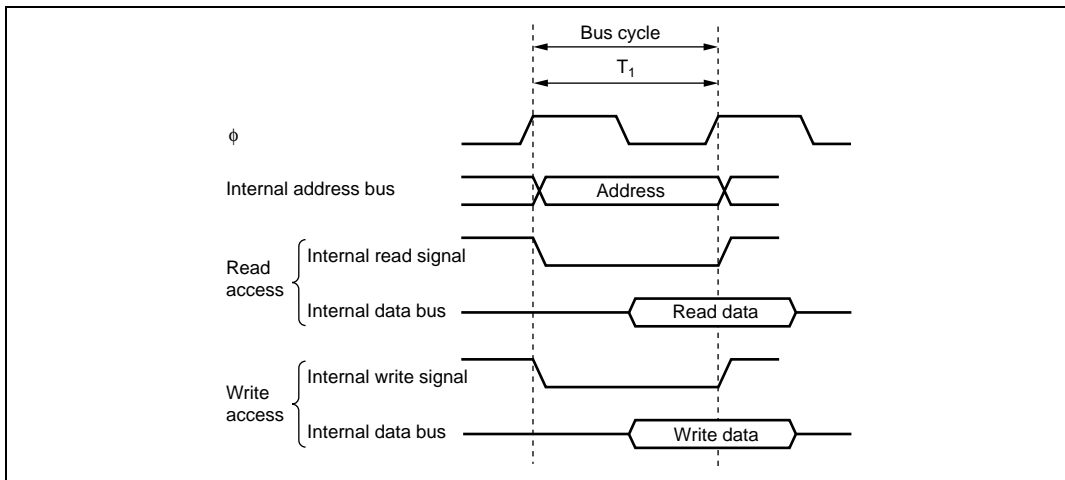 Bus cycle
T₁
ϕ
Internal address bus
Address
Read
access
Internal read signal
Internal data bus
Read data
Write
access
Internal write signal
Internal data bus
Write data